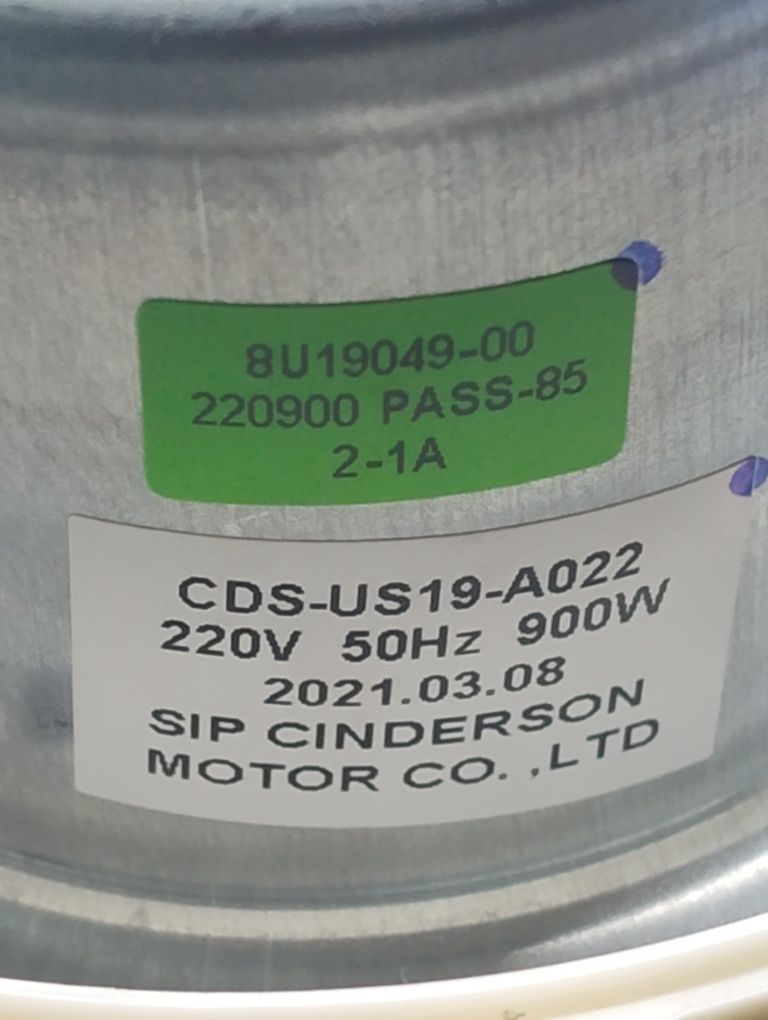 8U19049-00
220900 PASS-85
2-1A
CDS-US19-A022
220V 50Hz 900W
2021.03.08
SIP CINDERSON
MOTOR CO. ,LTD